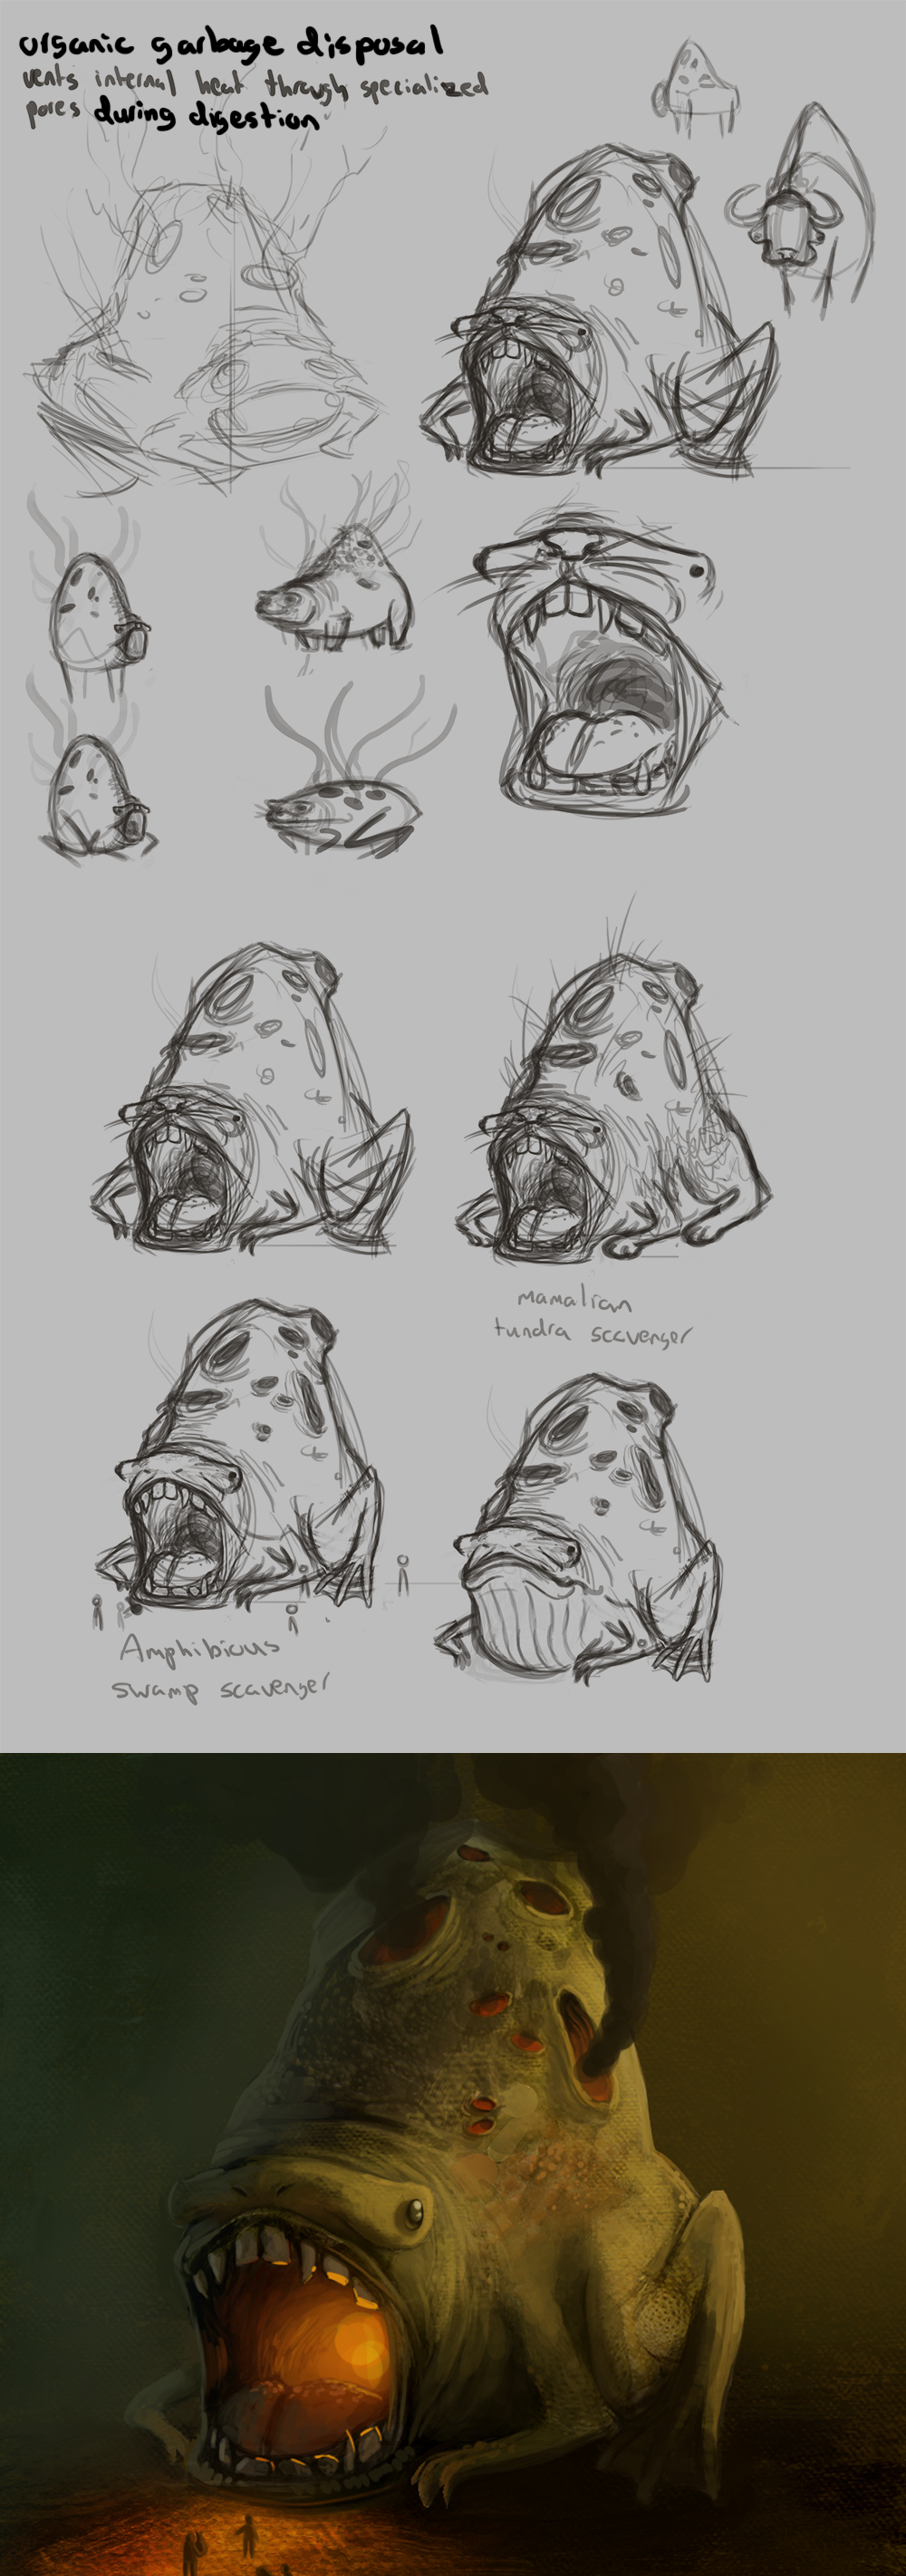 organic garbage disposal
vents internal heat through specialized
pores during digestion
mamalian
tundra scavenger
Amphibious
swamp scavenger